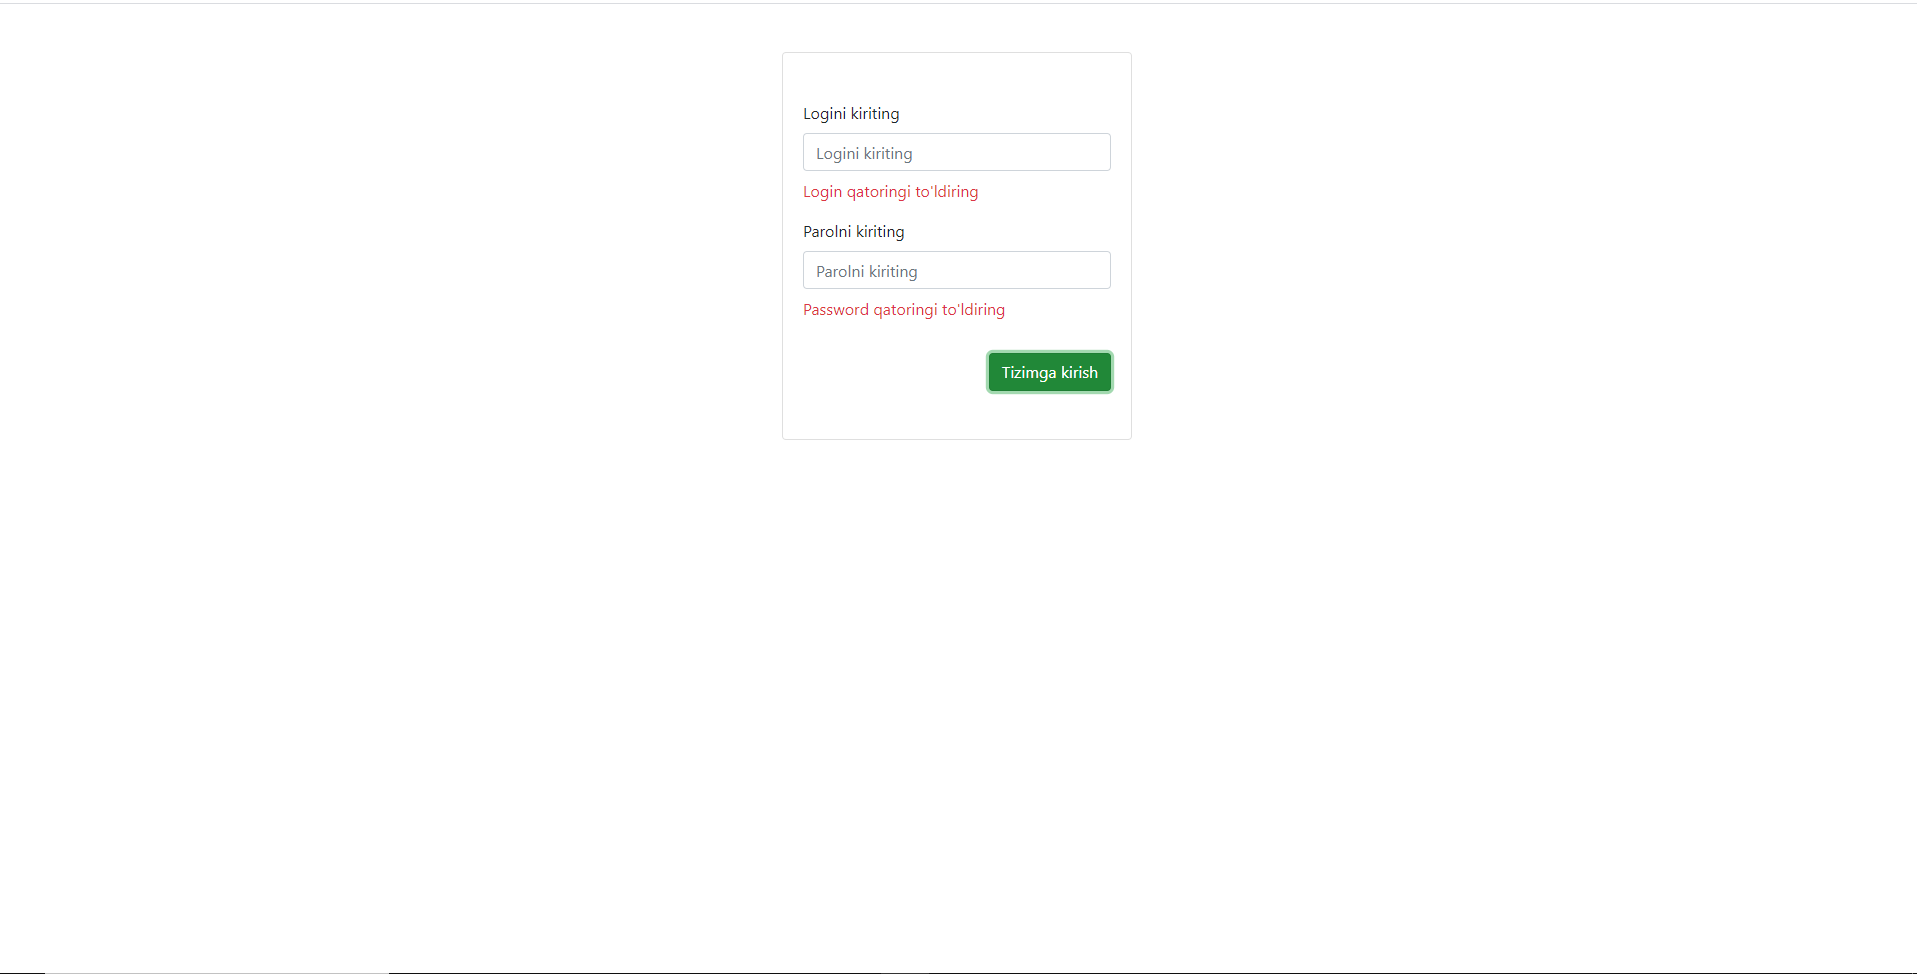 Logini kiriting
Logini kiriting
Login qatoringi to'ldiring
Parolni kiriting
Parolni kiriting
Password qatoringi to'ldiring
Tizimga kirish